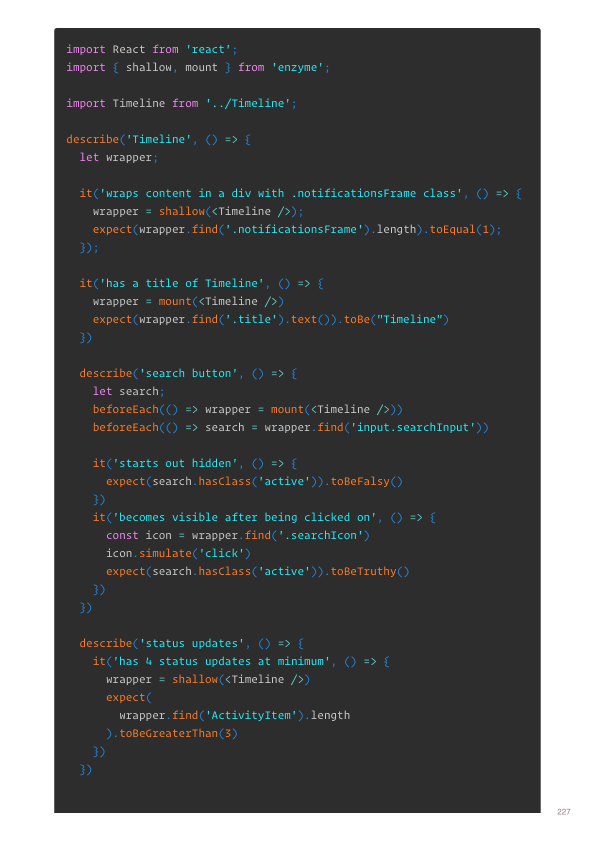 import React from 'react';
import { shallow, mount } from 'enzyme';
import Timeline from '../Timeline';
describe('Timeline', () => {
  let wrapper;
  it('wraps content in a div with .notificationsFrame class', () => {
    wrapper = shallow(<Timeline />);
    expect(wrapper.find('.notificationsFrame').length).toEqual(1);
  });
  it('has a title of Timeline', () => {
    wrapper = mount(<Timeline />)
    expect(wrapper.find('.title').text()).toBe("Timeline")
  })
  describe('search button', () => {
    let search;
    beforeEach(() => wrapper = mount(<Timeline />))
    beforeEach(() => search = wrapper.find('input.searchInput'))
    it('starts out hidden', () => {
      expect(search.hasClass('active')).toBeFalsy()
    })
    it('becomes visible after being clicked on', () => {
      const icon = wrapper.find('.searchIcon')
      icon.simulate('click')
      expect(search.hasClass('active')).toBeTruthy()
    })
  })
  describe('status updates', () => {
    it('has 4 status updates at minimum', () => {
      wrapper = shallow(<Timeline />)
      expect(
        wrapper.find('ActivityItem').length
      ).toBeGreaterThan(3)
    })
  })
227